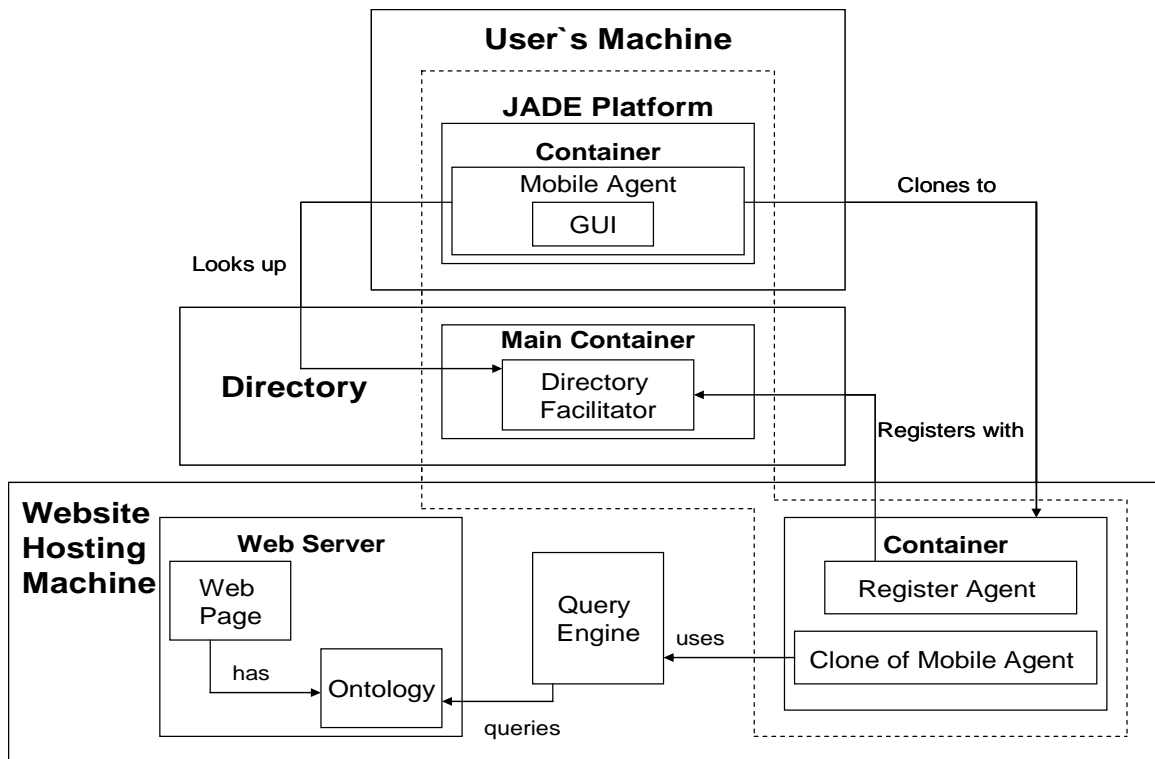 User`s Machine
JADE Platform
Container
Mobile Agent
GUI
Clones to
Looks up
Main Container
Directory
Directory
Facilitator
Registers with
Website
Hosting
Machine
Web Server
Web
Page
has
Ontology
Query
Engine
queries
uses
Container
Register Agent
Clone of Mobile Agent